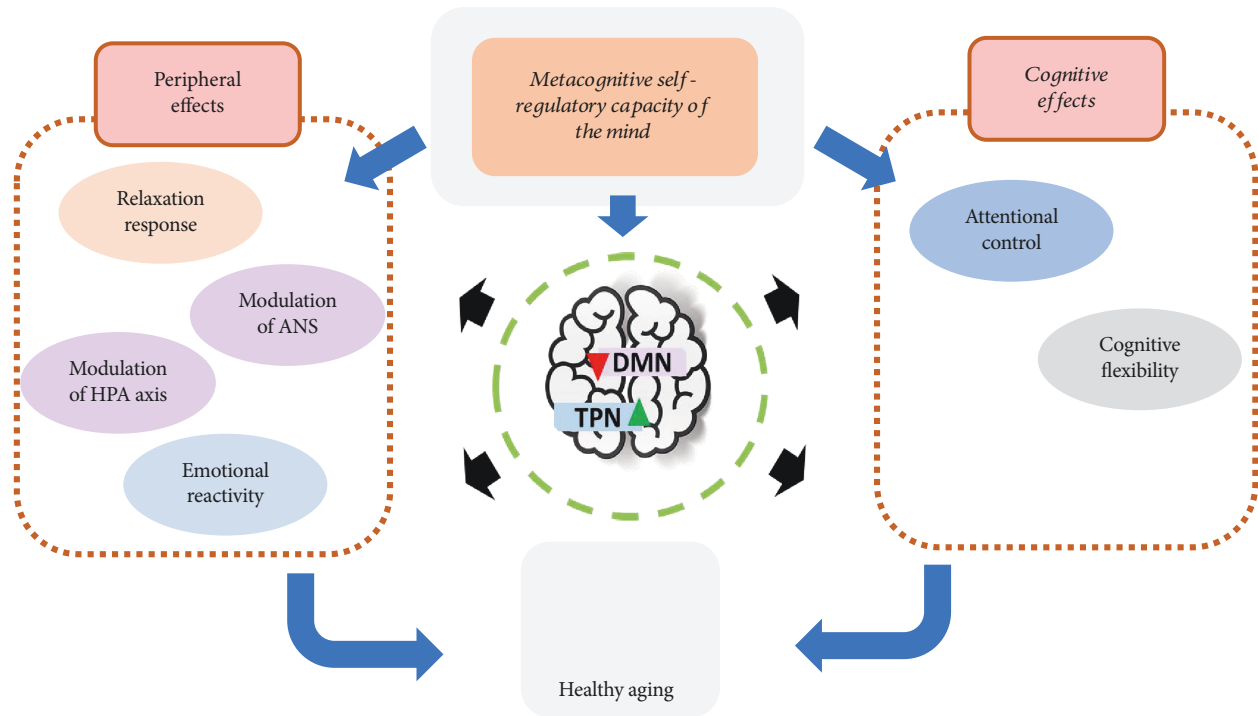 Peripheral
effects
Metacognitive self-
regulatory capacity of
the mind
Cognitive
effects
Relaxation
response
Modulation
of ANS
Modulation
of HPA axis
Emotional
reactivity
DMN
TPN
Attentional
control
Cognitive
flexibility
Healthy aging